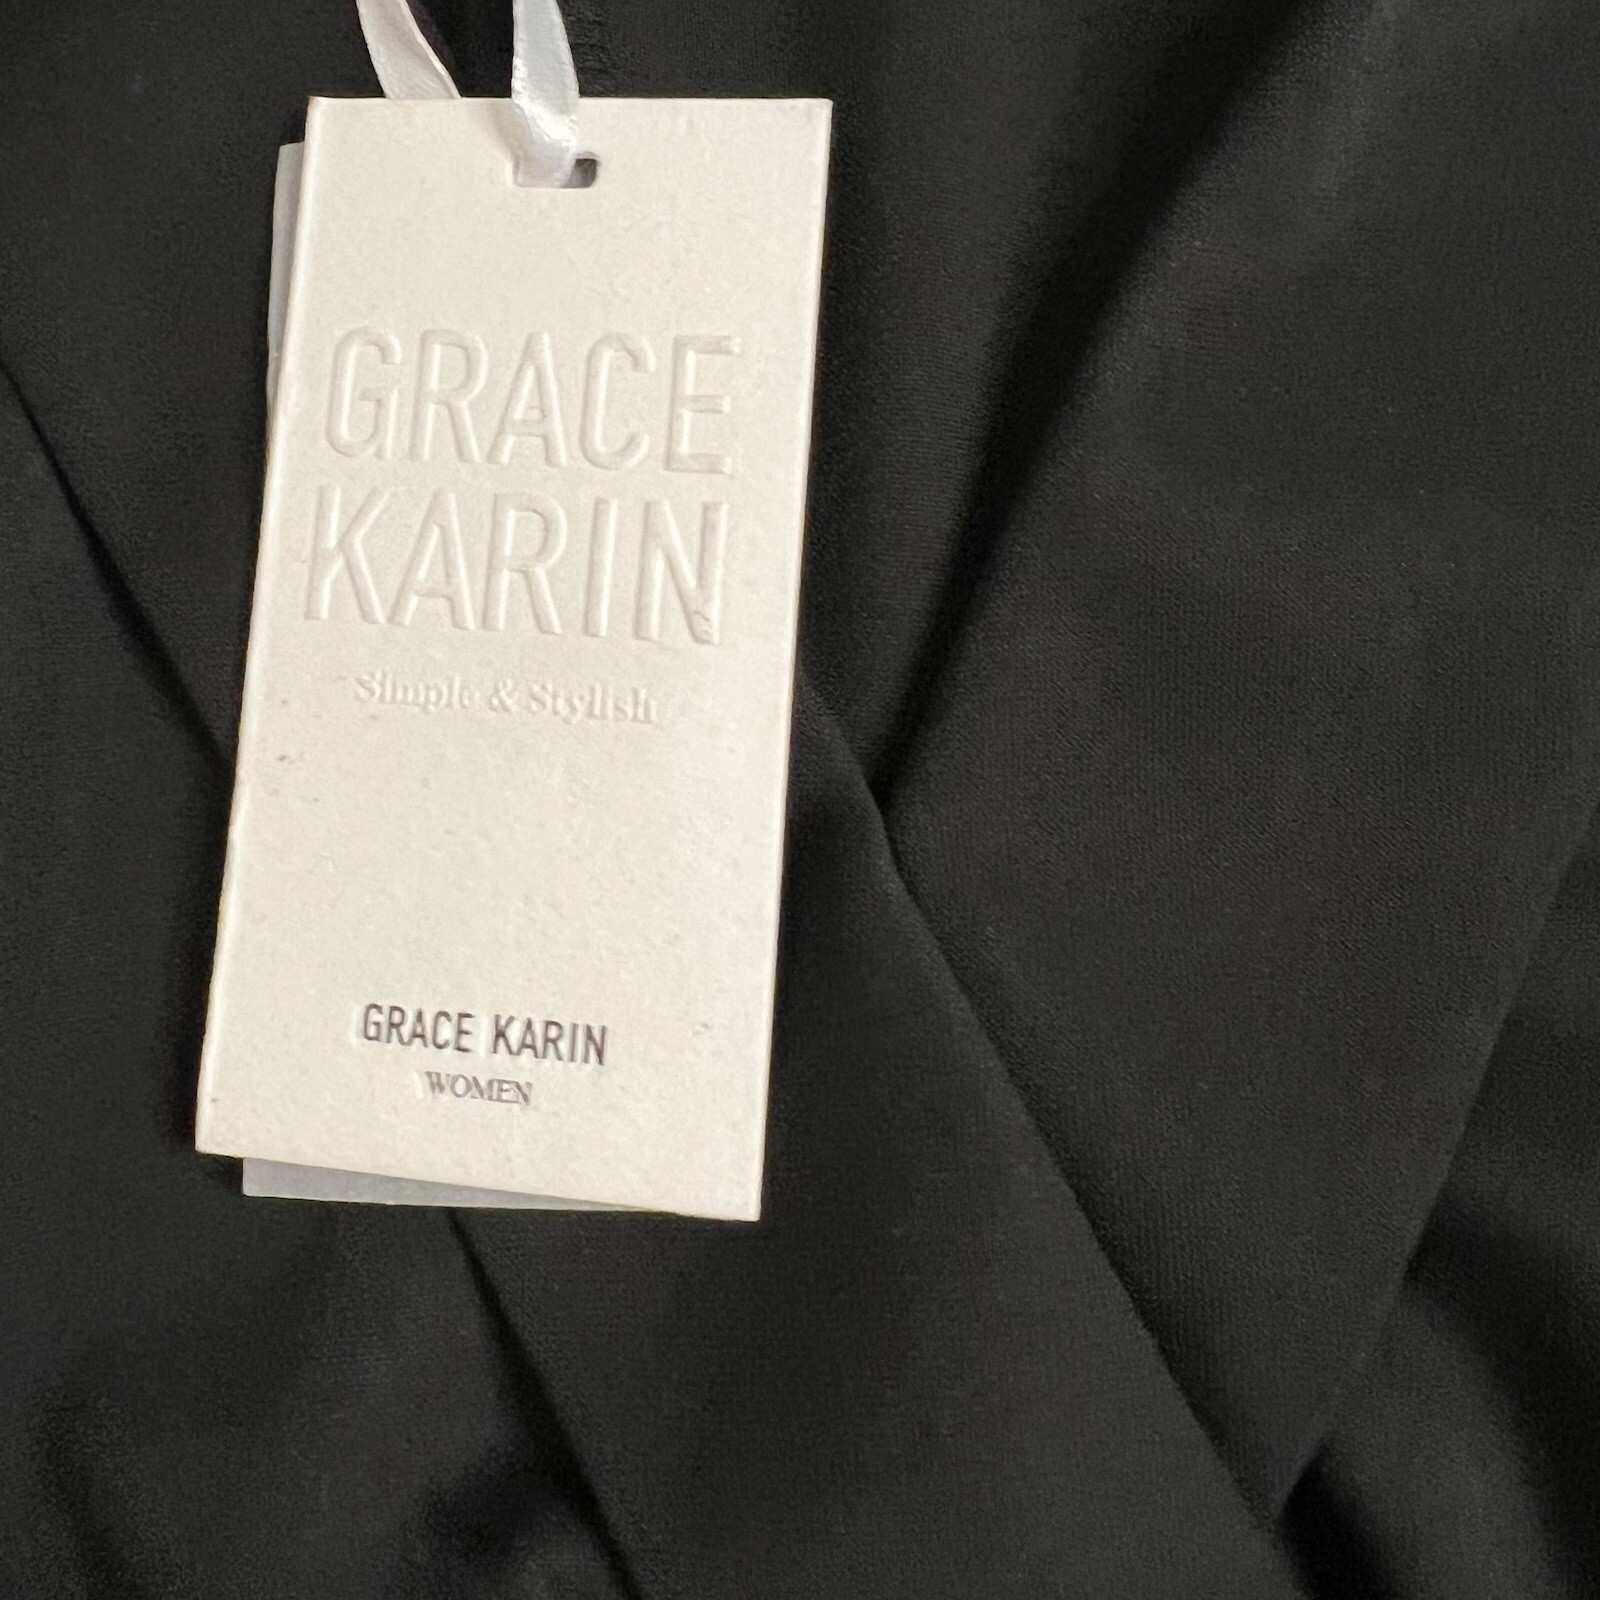 GRACE
KARIN
Simple & Stylish
GRACE KARIN
WOMEN